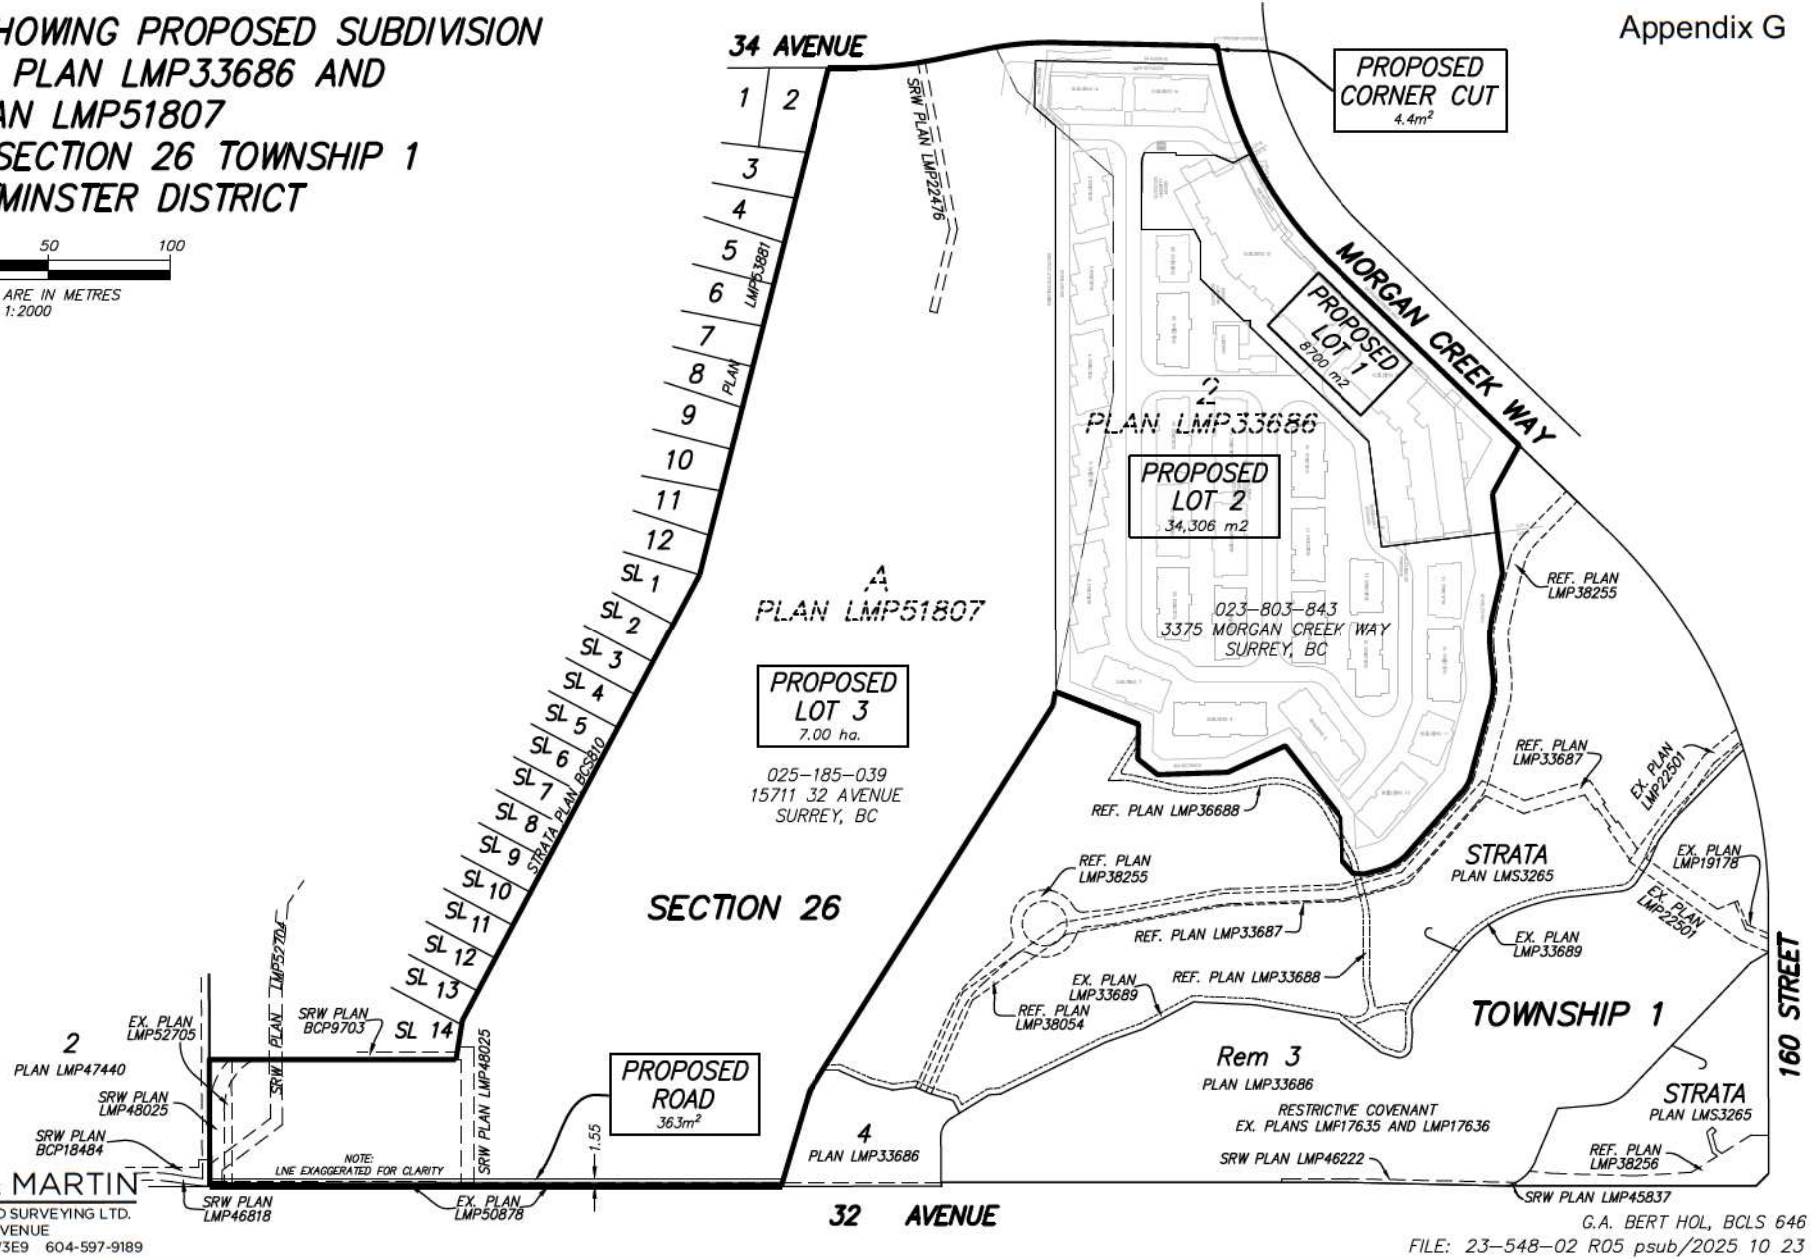 HOWING PROPOSED SUBDIVISION
PLAN LMP33686 AND
AN LMP51807
SECTION 26 TOWNSHIP 1
MINSTER DISTRICT
50 100
ARE IN METRES
1:2000
Appendix G
34 AVENUE
PROPOSED
CORNER CUT
4.4m²
1
2
3
4
5
6
7
8
9
10
11
12
PLAN LMP53881
SRW PLAN LMP22476
MORGAN CREEK WAY
PROPOSED
LOT 1
8700 m2
2
PLAN LMP33686
PROPOSED
LOT 2
34,306 m2
023-803-843
3375 MORGAN CREEK WAY
SURREY, BC
A
PLAN LMP51807
PROPOSED
LOT 3
7.00 ha.
025-185-039
15711 32 AVENUE
SURREY, BC
SL 1
SL 2
SL 3
SL 4
SL 5
SL 6
SL 7
SL 8
SL 9
SL 10
SL 11
SL 12
SL 13
SL 14
STRATA PLAN BCS810
SECTION 26
REF. PLAN
LMP38255
REF. PLAN
LMP33687
EX. PLAN
LMP22501
REF. PLAN LMP36688
STRATA
PLAN LMS3265
EX. PLAN
LMP19178
EX. PLAN
LMP22501
REF. PLAN
LMP38255
REF. PLAN LMP33687
EX. PLAN
LMP33689
REF. PLAN LMP33688
EX. PLAN
LMP33689
REF. PLAN
LMP38054
TOWNSHIP 1
160 STREET
Rem 3
PLAN LMP33686
RESTRICTIVE COVENANT
EX. PLANS LMP17635 AND LMP17636
STRATA
PLAN LMS3265
REF. PLAN
LMP38256
SRW PLAN LMP46222
SRW PLAN LMP45837
4
PLAN LMP33686
PROPOSED
ROAD
363m²
1.55
SRW PLAN LMP52704
SRW PLAN
BCP9703
EX. PLAN
LMP52705
2
PLAN LMP47440
SRW PLAN
LMP48025
SRW PLAN
BCP18484
SRW PLAN LMP48025
NOTE:
LNE EXAGGERATED FOR CLARITY
SRW PLAN
LMP46818
EX. PLAN
LMP50878
32 AVENUE
MARTIN
D SURVEYING LTD.
VENUE
3E9 604-597-9189
G.A. BERT HOL, BCLS 646
FILE: 23-548-02 R05 psub/2025 10 23